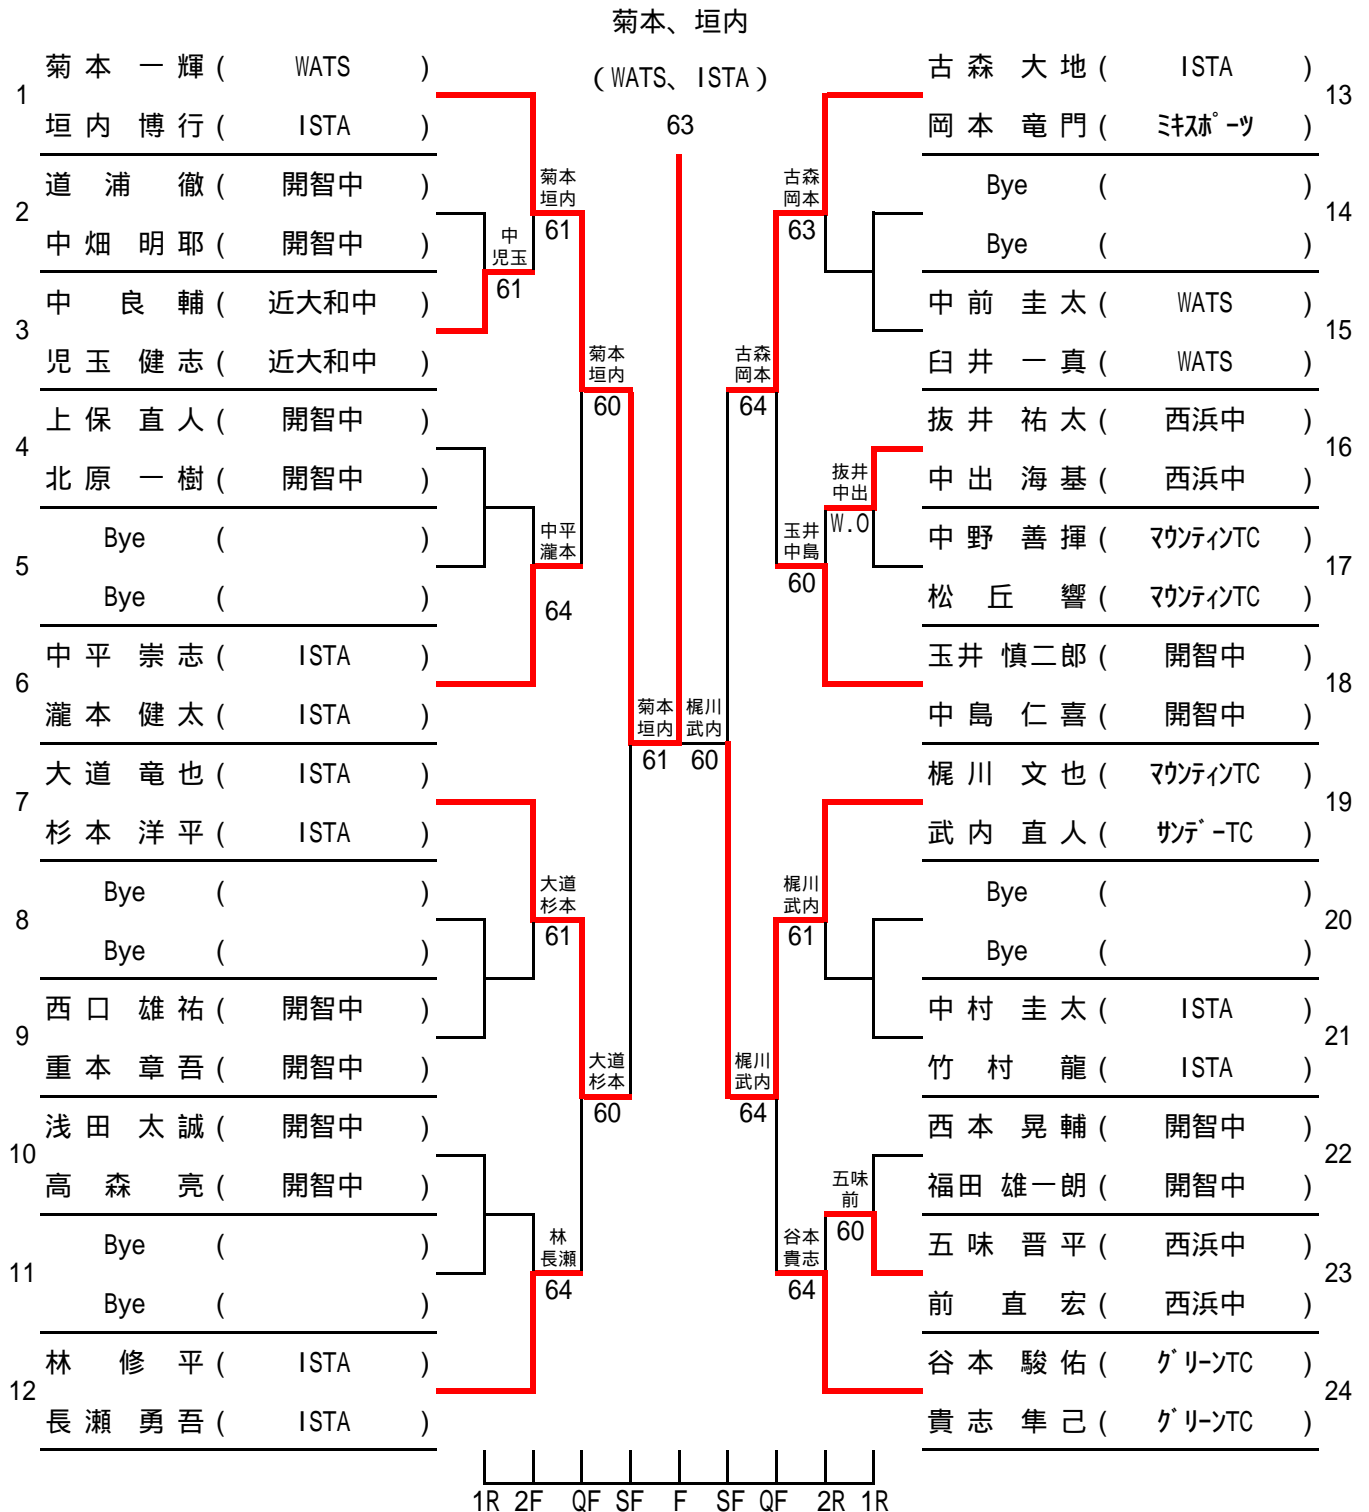 菊本、垣内
(WATS、ISTA)
63
1
菊本 一輝 ( WATS )
垣内 博行 ( ISTA )
2
道浦 徹 ( 開智中 )
中畑 明耶 ( 開智中 )
3
中 良輔 ( 近大和中 )
児玉 健志 ( 近大和中 )
4
上保 直人 ( 開智中 )
北原 一樹 ( 開智中 )
5
Bye ( )
Bye ( )
6
中平 崇志 ( ISTA )
瀧本 健太 ( ISTA )
7
大道 竜也 ( ISTA )
杉本 洋平 ( ISTA )
8
Bye ( )
Bye ( )
9
西口 雄祐 ( 開智中 )
重本 章吾 ( 開智中 )
10
浅田 太誠 ( 開智中 )
高森 亮 ( 開智中 )
11
Bye ( )
Bye ( )
12
林 修平 ( ISTA )
長瀬 勇吾 ( ISTA )
中
児玉
61
菊本
垣内
61
中平
瀧本
64
大道
杉本
61
林
長瀬
64
菊本
垣内
60
大道
杉本
60
菊本
垣内
61
梶川
武内
60
古森
岡本
64
梶川
武内
64
古森
岡本
63
玉井
中島
60
梶川
武内
61
谷本
貴志
64
抜井
中出
W.O
五味
前
60
古森 大地 ( ISTA )
岡本 竜門 ( ミキスポーツ )
13
Bye ( )
Bye ( )
14
中前 圭太 ( WATS )
臼井 一真 ( WATS )
15
抜井 祐太 ( 西浜中 )
中出 海基 ( 西浜中 )
16
中野 善揮 ( マウンティンTC )
松丘 響 ( マウンティンTC )
17
玉井 慎二郎 ( 開智中 )
中島 仁喜 ( 開智中 )
18
梶川 文也 ( マウンティンTC )
武内 直人 ( サンデーTC )
19
Bye ( )
Bye ( )
20
中村 圭太 ( ISTA )
竹村 龍 ( ISTA )
21
西本 晃輔 ( 開智中 )
福田 雄一朗 ( 開智中 )
22
五味 晋平 ( 西浜中 )
前 直宏 ( 西浜中 )
23
谷本 駿佑 ( グリーンTC )
貴志 隼己 ( グリーンTC )
24
1R 2F QF SF F SF QF 2R 1R